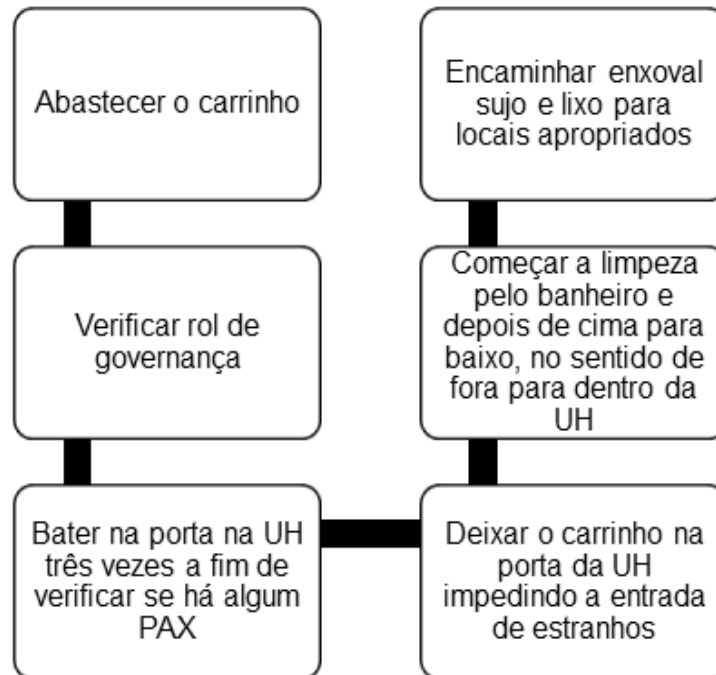 Abastecer o carrinho
Verificar rol de
governança
Bater na porta na UH
três vezes a fim de
verificar se há algum
PAX
Deixar o carrinho na
porta da UH
impedindo a entrada
de estranhos
Começar a limpeza
pelo banheiro e
depois de cima para
baixo, no sentido de
fora para dentro da
UH
Encaminhar enxoval
sujo e lixo para
locais apropriados